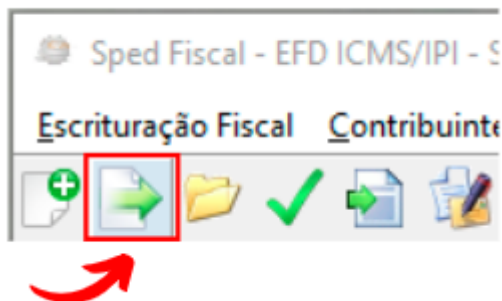 Sped Fiscal - EFD ICMS/IPI -
Escrituração Fiscal Contribuinte